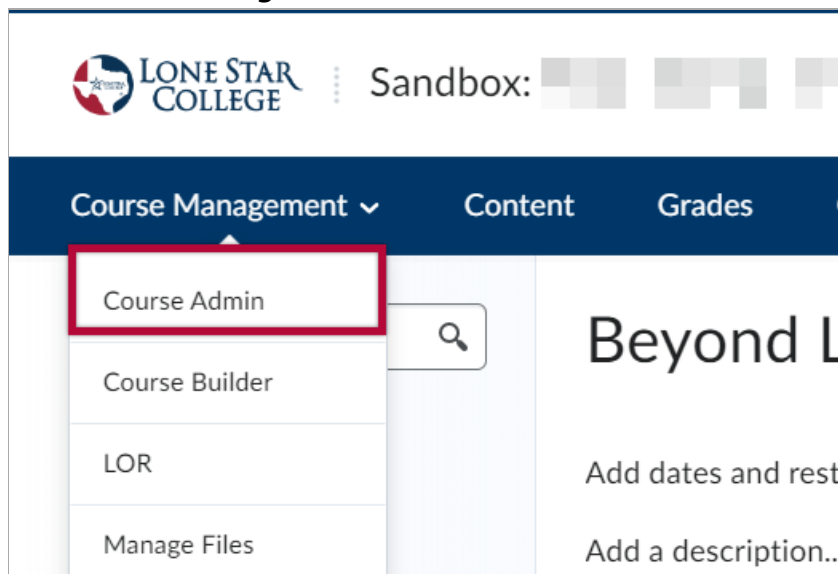 LONE STAR
COLLEGE
Sandbox:
Course Management Content Grades
Course Admin
Course Builder
LOR
Manage Files
Beyond
Add dates and rest
Add a description..